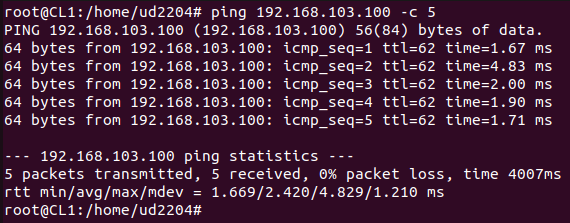 root@CL1:/home/ud2204# ping 192.168.103.100 -c 5
PING 192.168.103.100 (192.168.103.100) 56(84) bytes of data.
64 bytes from 192.168.103.100: icmp_seq=1 ttl=62 time=1.67 ms
64 bytes from 192.168.103.100: icmp_seq=2 ttl=62 time=4.83 ms
64 bytes from 192.168.103.100: icmp_seq=3 ttl=62 time=2.00 ms
64 bytes from 192.168.103.100: icmp_seq=4 ttl=62 time=1.90 ms
64 bytes from 192.168.103.100: icmp_seq=5 ttl=62 time=1.71 ms

--- 192.168.103.100 ping statistics ---
5 packets transmitted, 5 received, 0% packet loss, time 4007ms
rtt min/avg/max/mdev = 1.669/2.420/4.829/1.210 ms
root@CL1:/home/ud2204#